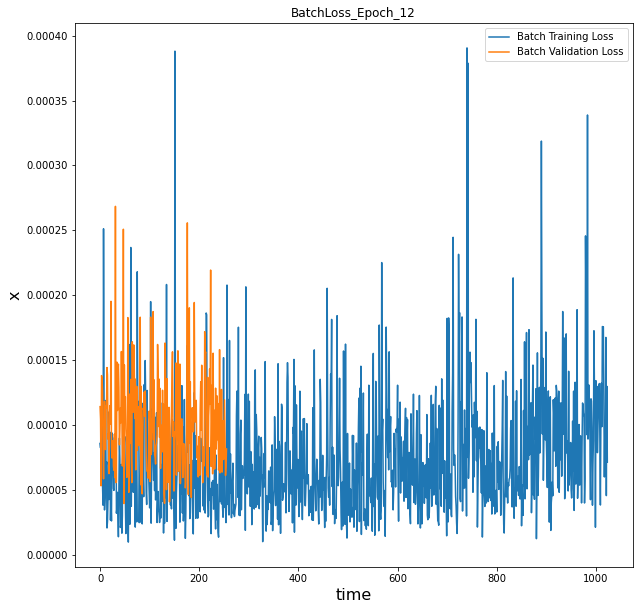 BatchLoss_Epoch_12
Batch Training Loss
Batch Validation Loss
0.00040
0.00035
0.00030
0.00025
0.00020
0.00015
0.00010
0.00005
0.00000
x
0 200 400 600 800 1000
time